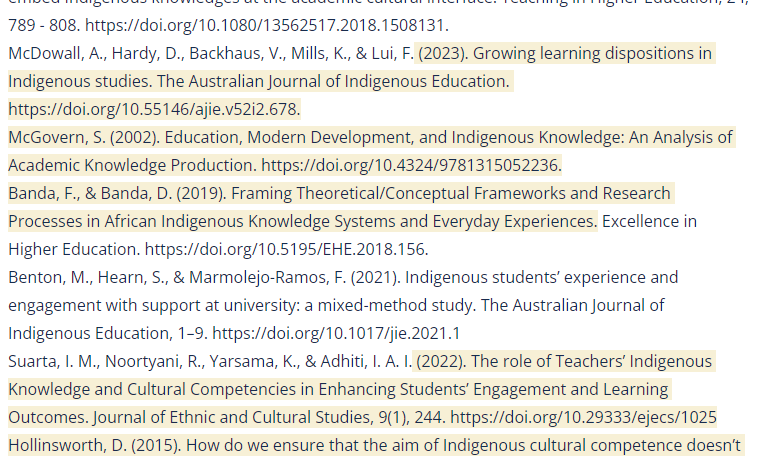 embed Indigenous knowledges at the academic cultural interface. Teaching in Higher Education, 24,
789 - 808. https://doi.org/10.1080/13562517.2018.1508131.
McDowall, A., Hardy, D., Backhaus, V., Mills, K., & Lui, F. (2023). Growing learning dispositions in
Indigenous studies. The Australian Journal of Indigenous Education.
https://doi.org/10.55146/ajie.v52i2.678.
McGovern, S. (2002). Education, Modern Development, and Indigenous Knowledge: An Analysis of
Academic Knowledge Production. https://doi.org/10.4324/9781315052236.
Banda, F., & Banda, D. (2019). Framing Theoretical/Conceptual Frameworks and Research
Processes in African Indigenous Knowledge Systems and Everyday Experiences. Excellence in
Higher Education. https://doi.org/10.5195/EHE.2018.156.
Benton, M., Hearn, S., & Marmolejo-Ramos, F. (2021). Indigenous students’ experience and
engagement with support at university: a mixed-method study. The Australian Journal of
Indigenous Education, 1–9. https://doi.org/10.1017/jie.2021.1
Suarta, I. M., Noortyani, R., Yarsama, K., & Adhiti, I. A. I. (2022). The role of Teachers’ Indigenous
Knowledge and Cultural Competencies in Enhancing Students’ Engagement and Learning
Outcomes. Journal of Ethnic and Cultural Studies, 9(1), 244. https://doi.org/10.29333/ejecs/1025
Hollinsworth, D. (2015). How do we ensure that the aim of Indigenous cultural competence doesn’t